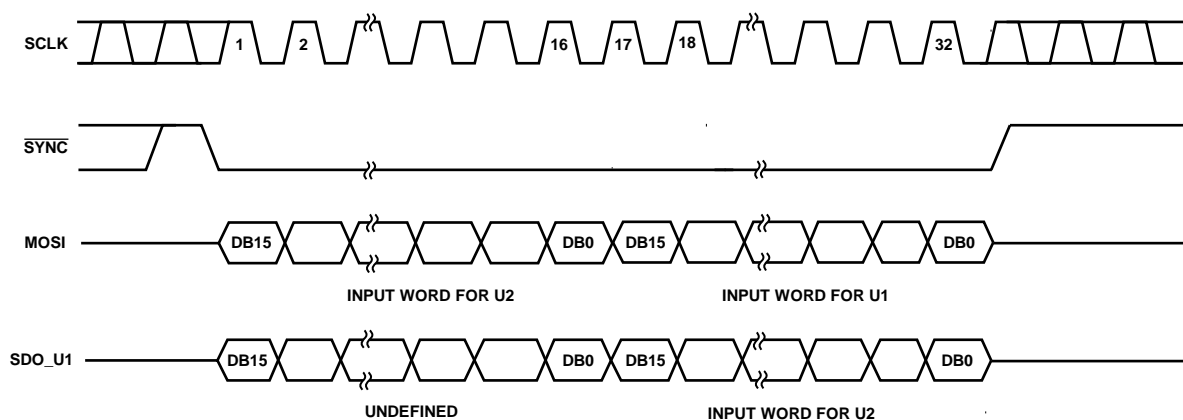 SCLK 1 2 16 17 18 32
SYNC
MOSI DB15 DB0 DB15 DB0
INPUT WORD FOR U2 INPUT WORD FOR U1
SDO_U1 DB15 DB0 DB15 DB0
UNDEFINED INPUT WORD FOR U2